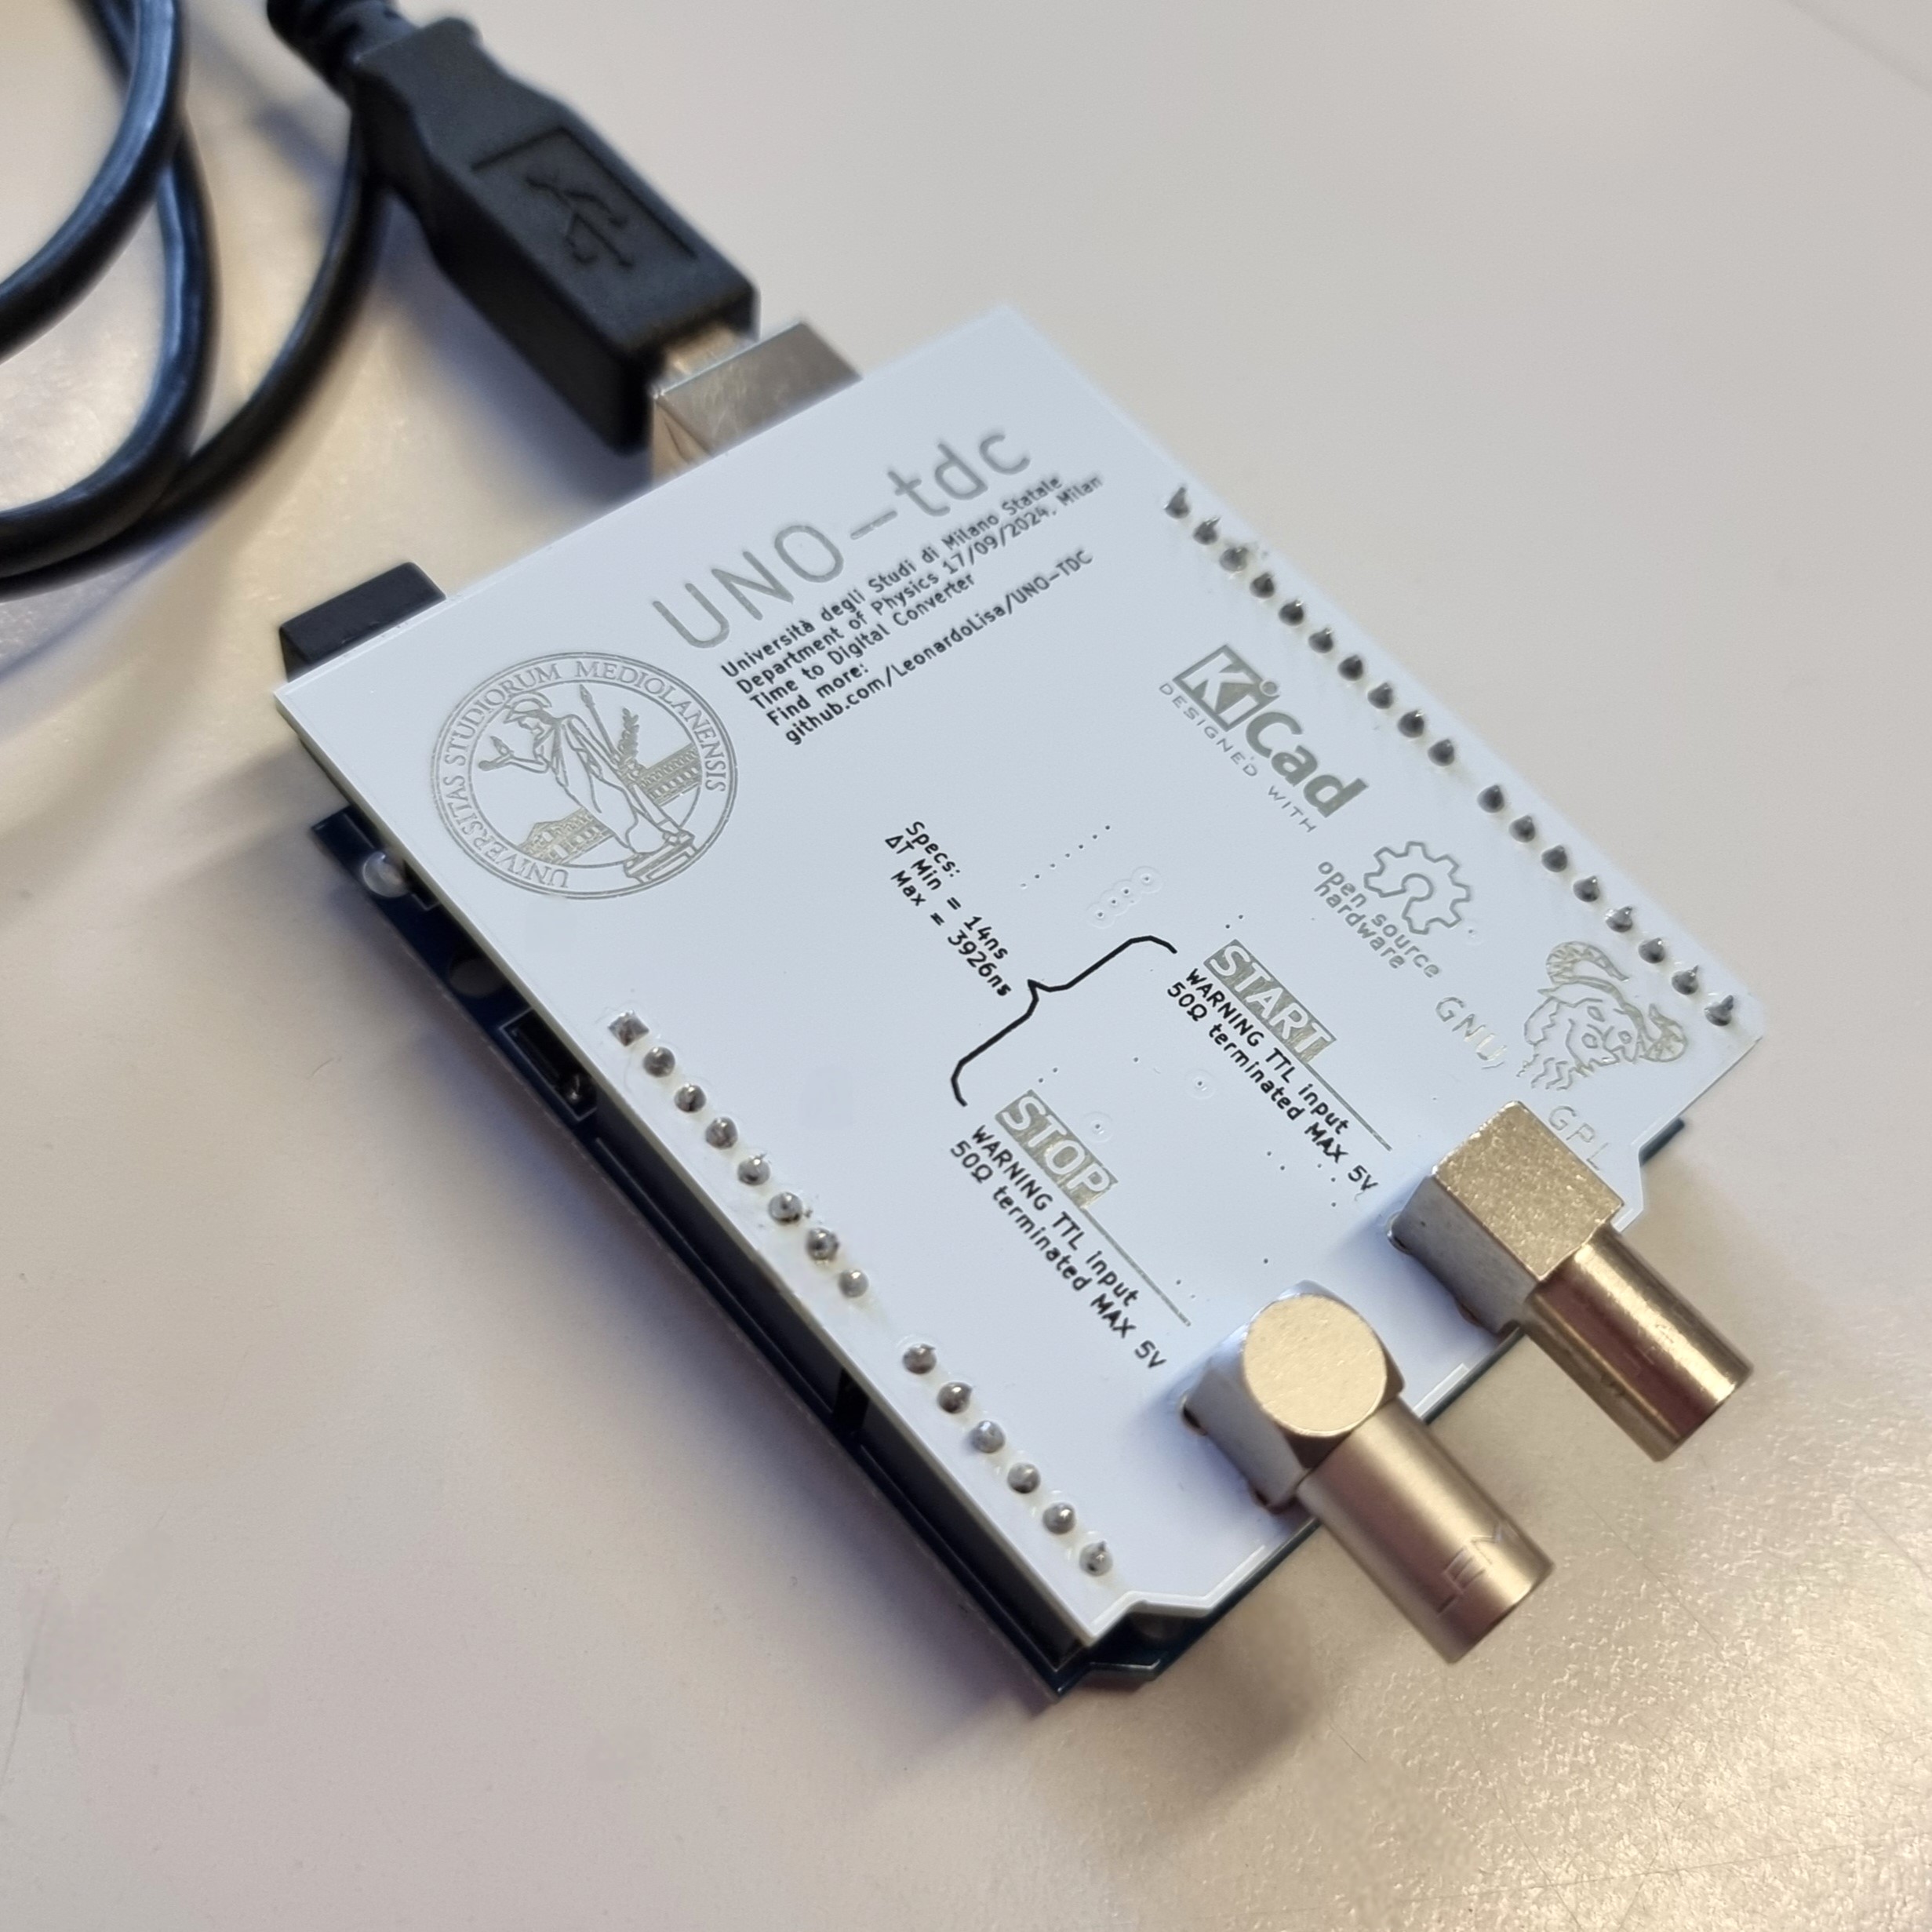 UNO-tdc
Università degli Studi di Milano Statale
Department of Physics 17/09/2024, Milan
Time to Digital Converter
Find more:
github.com/LeonardoLisa/UNO-TDC
UNIVERSITAS STUDIORUM MEDIOLANENSIS
KiCad
DESIGNED WITH
open source
hardware
GNU
GPL
Specs:
ΔT Min = 14ns
Max = 3926ns
START
WARNING TTL input
50Ω terminated MAX 5V
STOP
WARNING TTL input
50Ω terminated MAX 5V